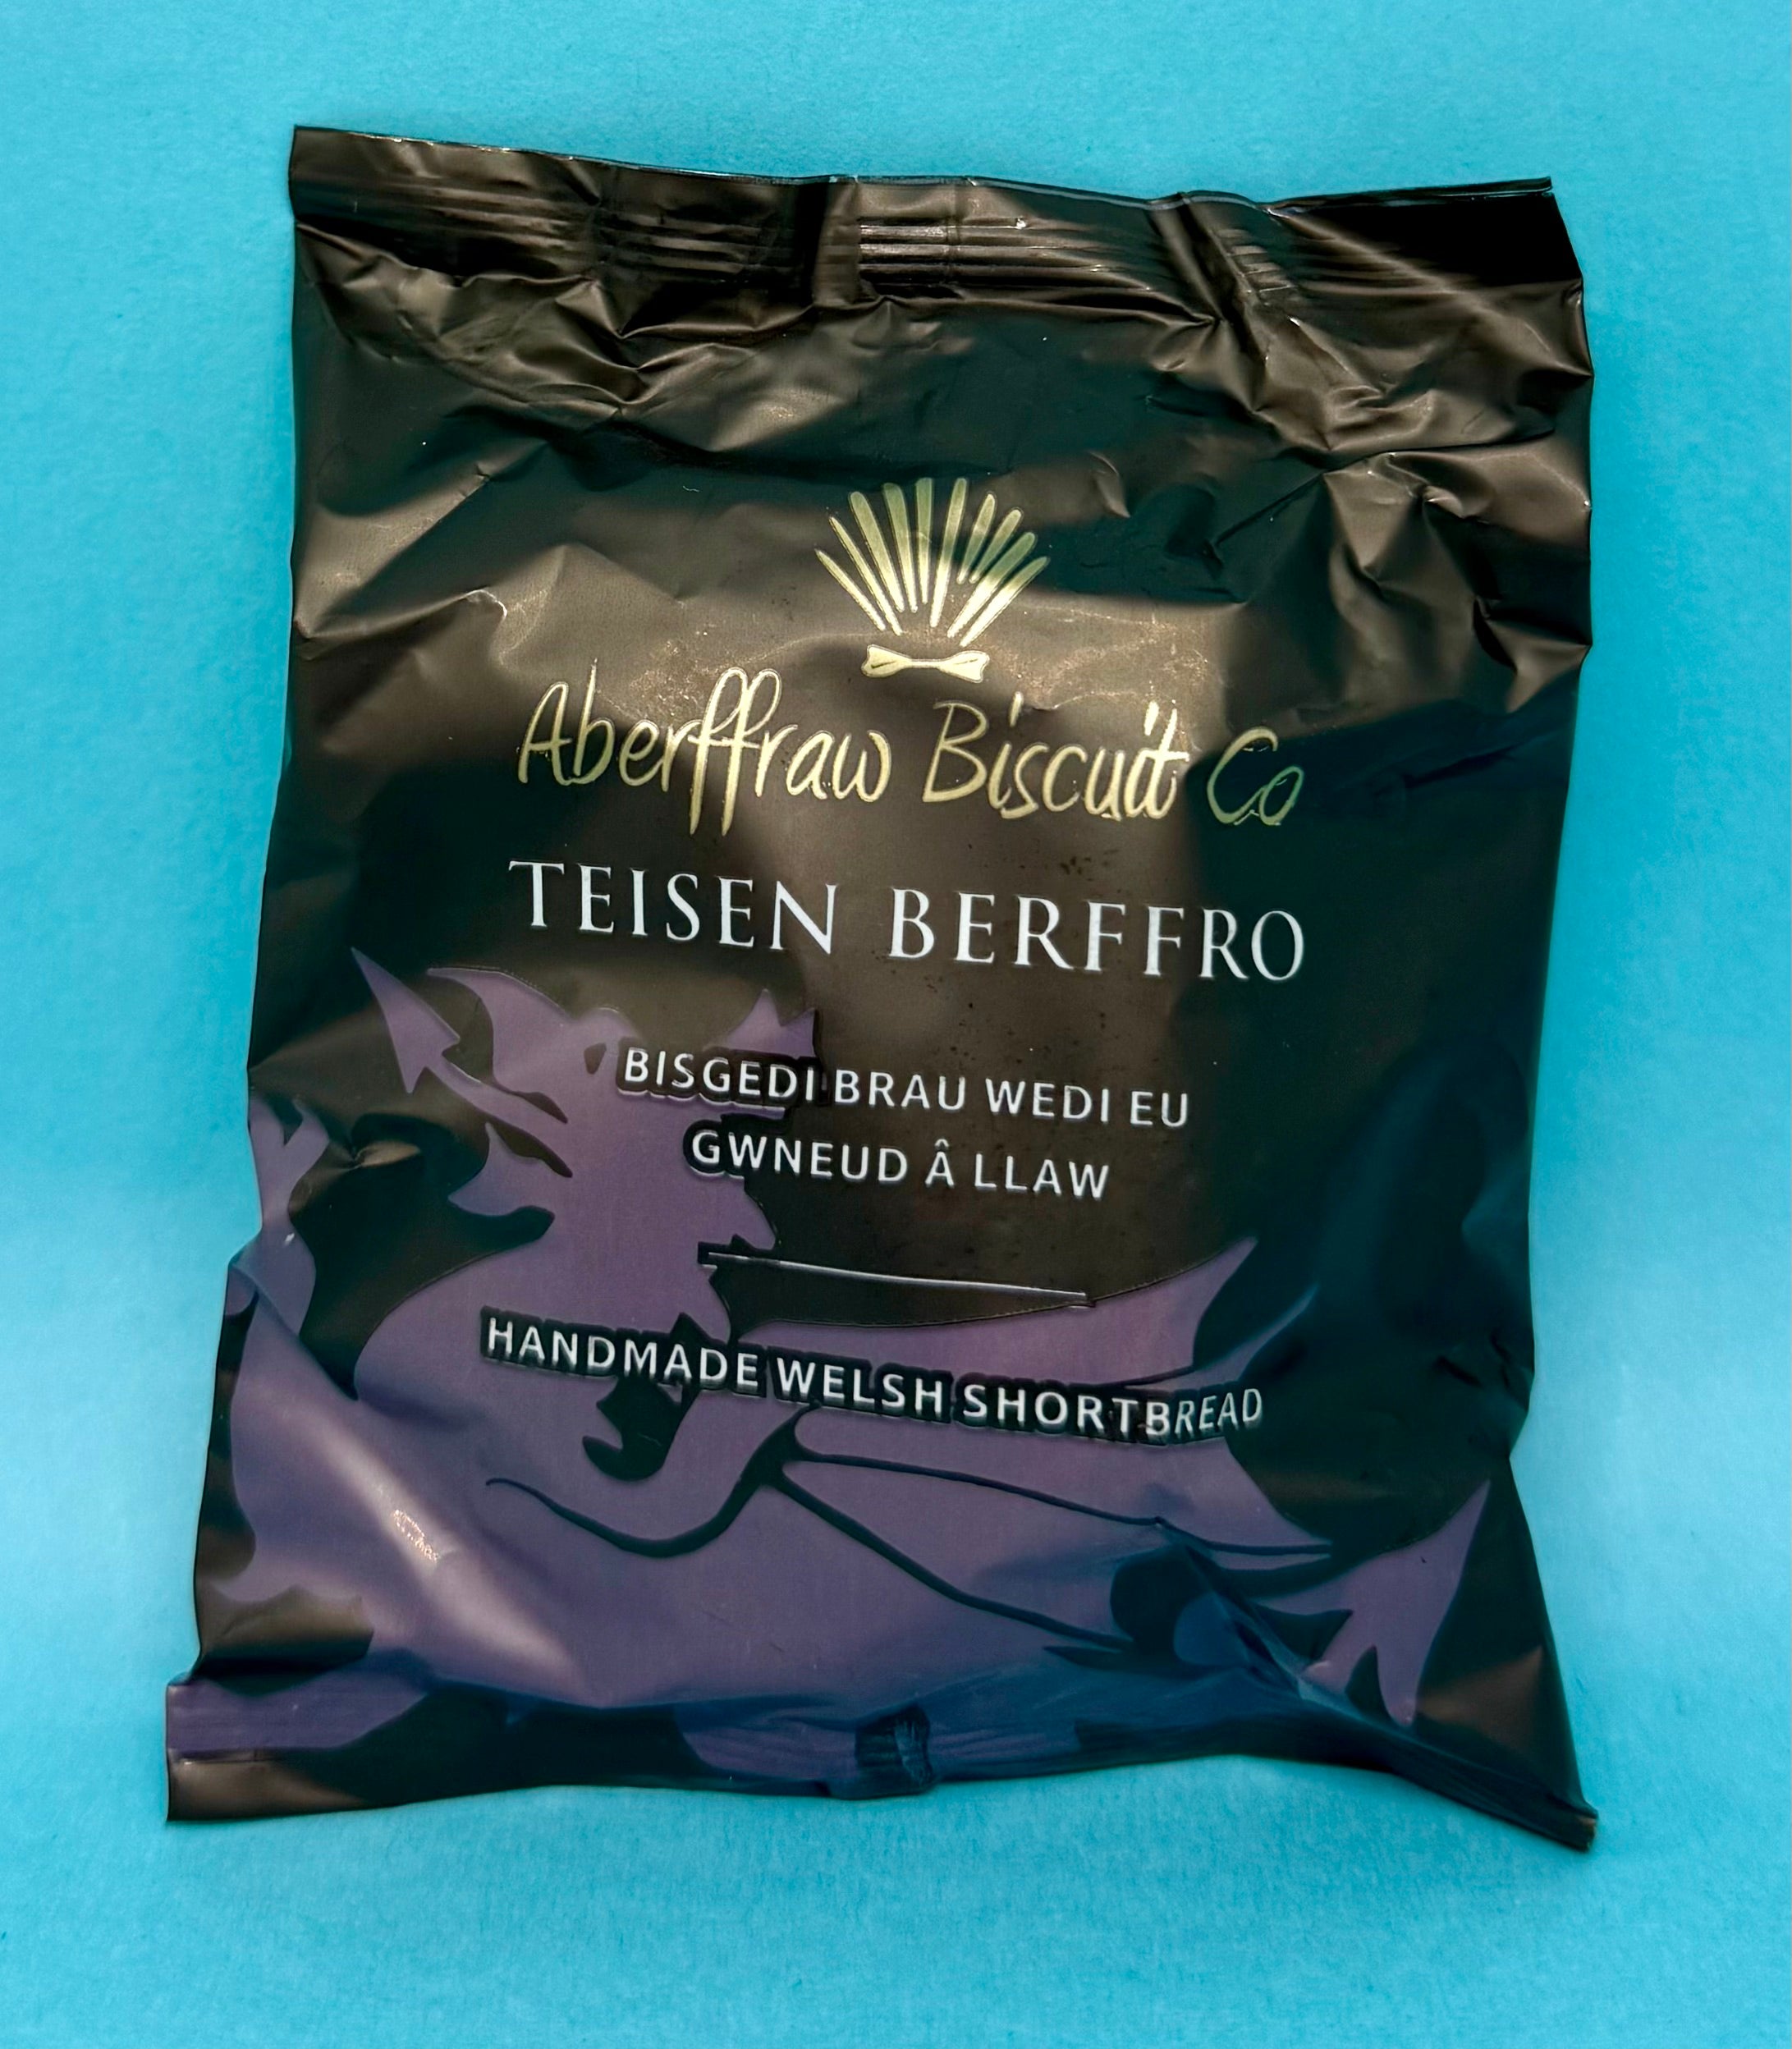 Aberffraw Biscuit Co
TEISEN BERFFRO
BISGEDI BRAU WEDI EU
GWNEUD Â LLAW
HANDMADE WELSH SHORTBREAD